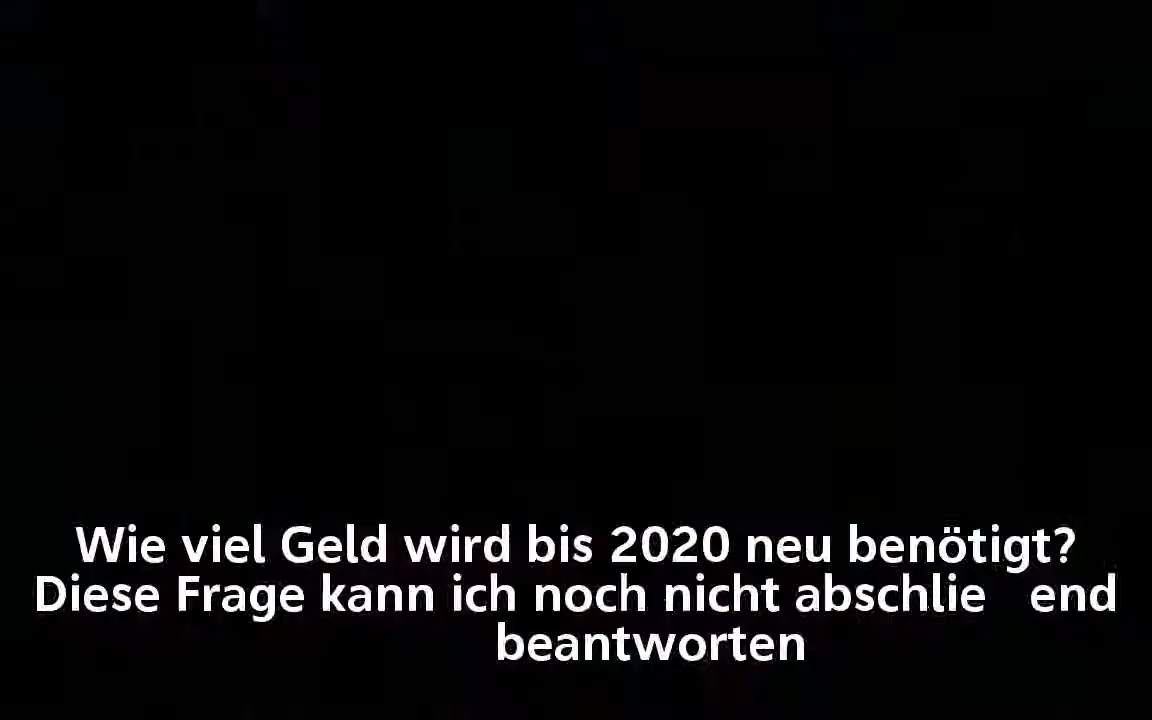 Wie viel Geld wird bis 2020 neu benötigt?
Diese Frage kann ich noch nicht abschlie end
beantworten